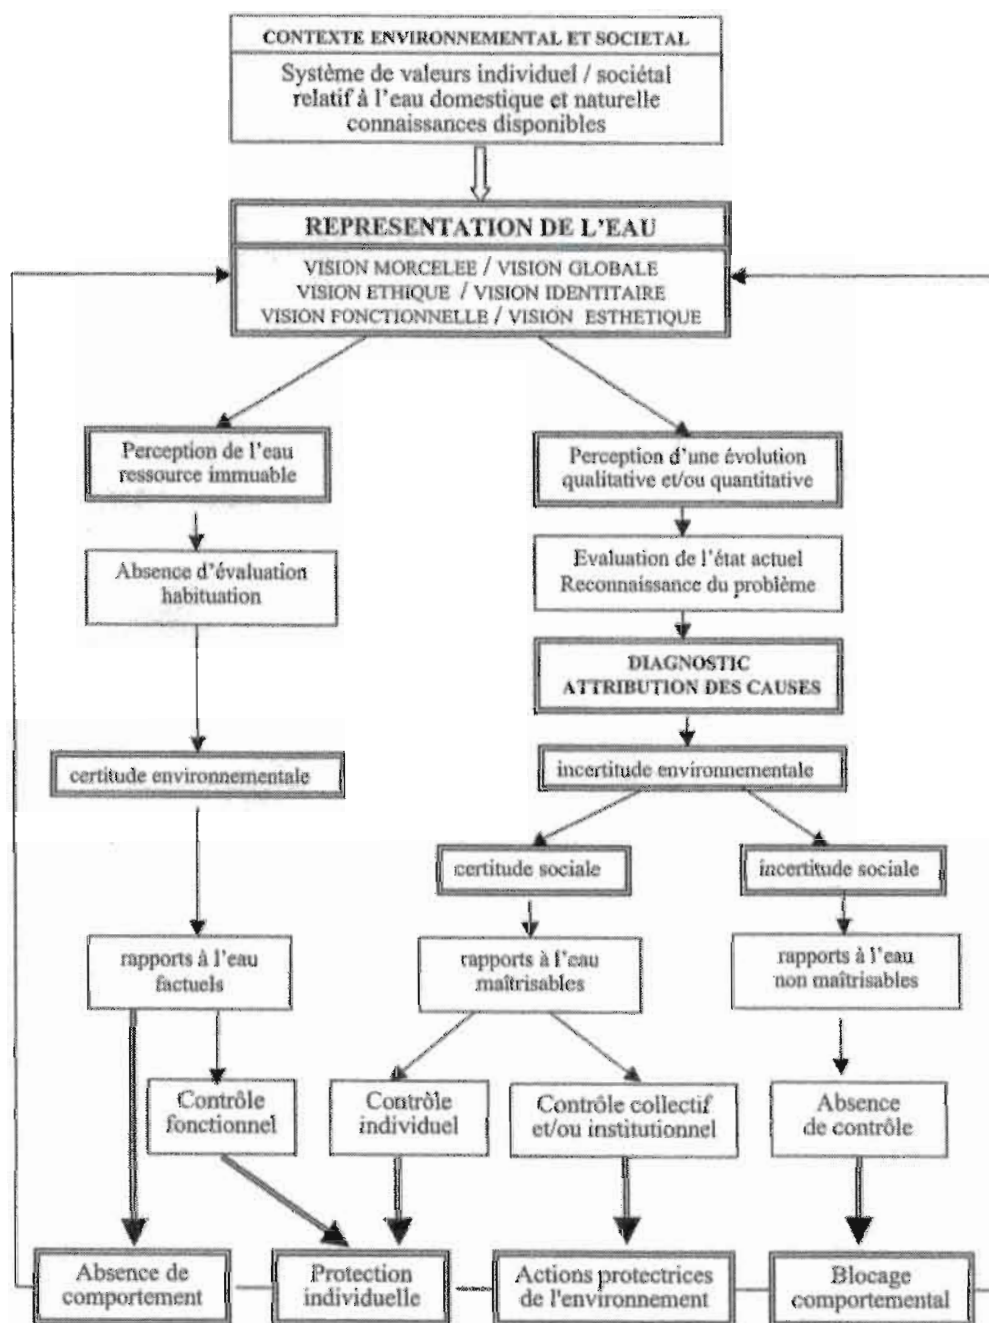 CONTEXTE ENVIRONNEMENTAL ET SOCIETAL
Système de valeurs individuel / sociétal
relatif à l'eau domestique et naturelle
connaissances disponibles
REPRESENTATION DE L'EAU
VISION MORCELEE / VISION GLOBALE
VISION ETHIQUE / VISION IDENTITAIRE
VISION FONCTIONNELLE / VISION ESTHETIQUE
Perception de l'eau
ressource immuable
Perception d'une évolution
qualitative et/ou quantitative
Absence d'évaluation
habituation
Evaluation de l'état actuel
Reconnaissance du problème
DIAGNOSTIC
ATTRIBUTION DES CAUSES
certitude environnementale
incertitude environnementale
certitude sociale
incertitude sociale
rapports à l'eau
factuels
rapports à l'eau
maîtrisables
rapports à l'eau
non maîtrisables
Contrôle
fonctionnel
Contrôle
individuel
Contrôle collectif
et/ou institutionnel
Absence
de contrôle
Absence de
comportement
Protection
individuelle
Actions protectrices
de l'environnement
Blocage
comportemental